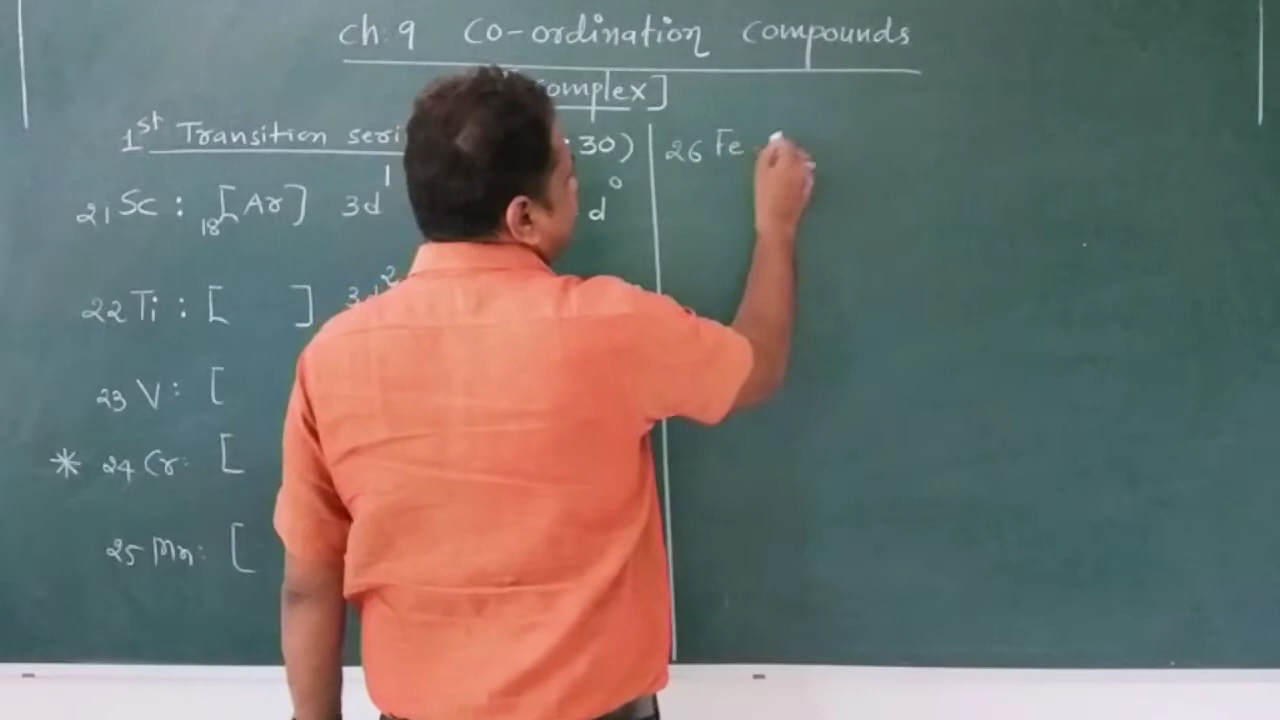 Ch: 9 Co-ordination Compounds
complex]
1st Transition seri : 30)
21 Sc : 18[Ar] 3d1 d0
22 Ti : [ ] 3d2
23 V : [
* 24 Cr: [
25 Mn: [
26 Fe